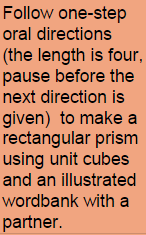 Follow one-step
oral directions
(the length is four,
pause before the
next direction is
given)  to make a
rectangular prism
using unit cubes
and an illustrated
wordbank with a
partner.